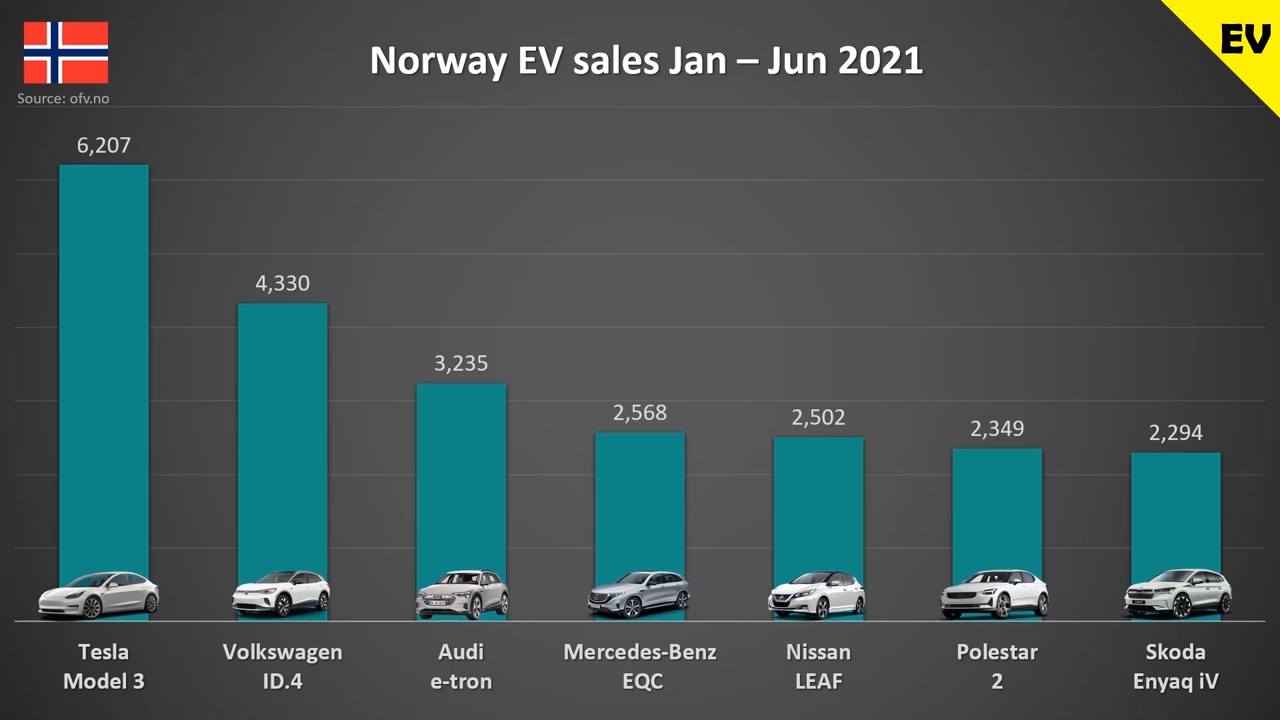 Norway EV sales Jan – Jun 2021
EV
Source: ofv.no
6,207
4,330
3,235
2,568
2,502
2,349
2,294
Tesla
Model 3
Volkswagen
ID.4
Audi
e-tron
Mercedes-Benz
EQC
Nissan
LEAF
Polestar
2
Skoda
Enyaq iV